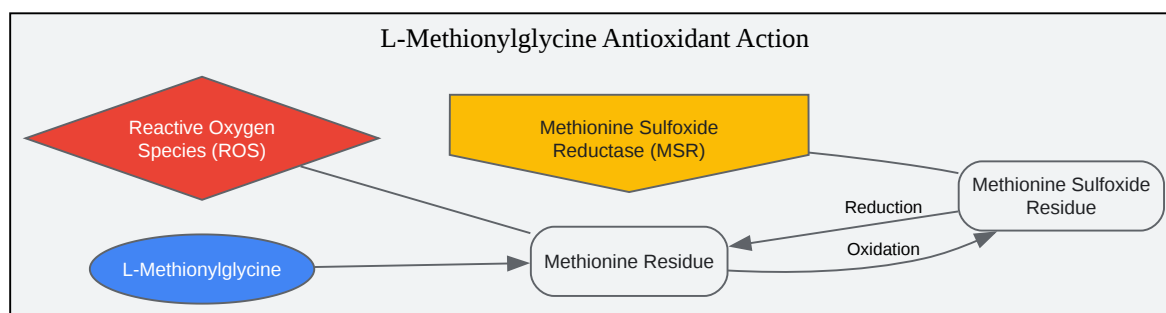 L-Methionylglycine Antioxidant Action
Reactive Oxygen
Species (ROS)
Methionine Sulfoxide
Reductase (MSR)
Methionine Sulfoxide
Residue
Reduction
Oxidation
L-Methionylglycine
Methionine Residue